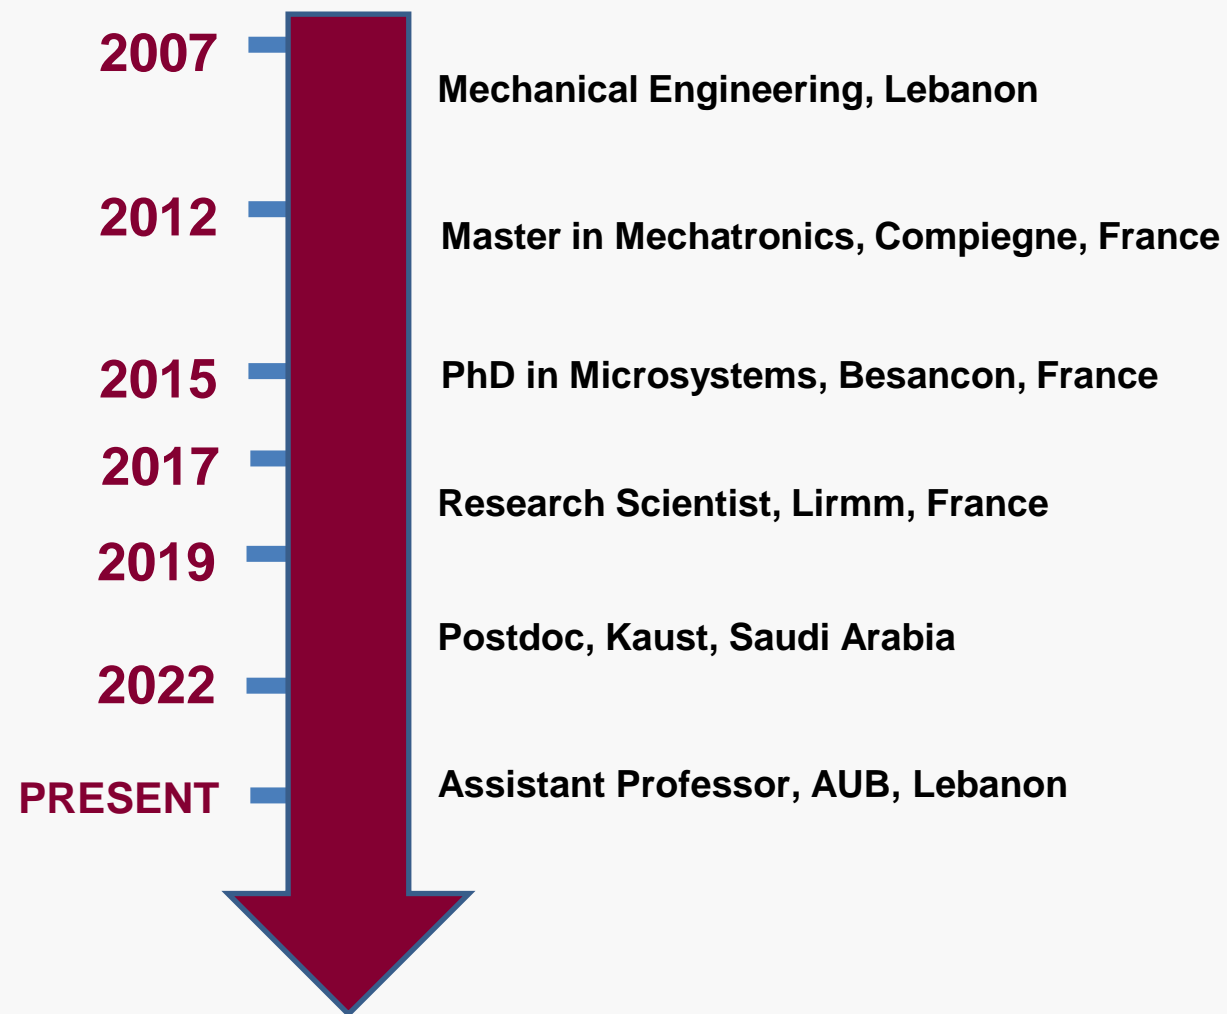 2007
Mechanical Engineering, Lebanon
2012
Master in Mechatronics, Compiegne, France
2015
PhD in Microsystems, Besancon, France
2017
Research Scientist, Lirmm, France
2019
Postdoc, Kaust, Saudi Arabia
2022
Assistant Professor, AUB, Lebanon
PRESENT